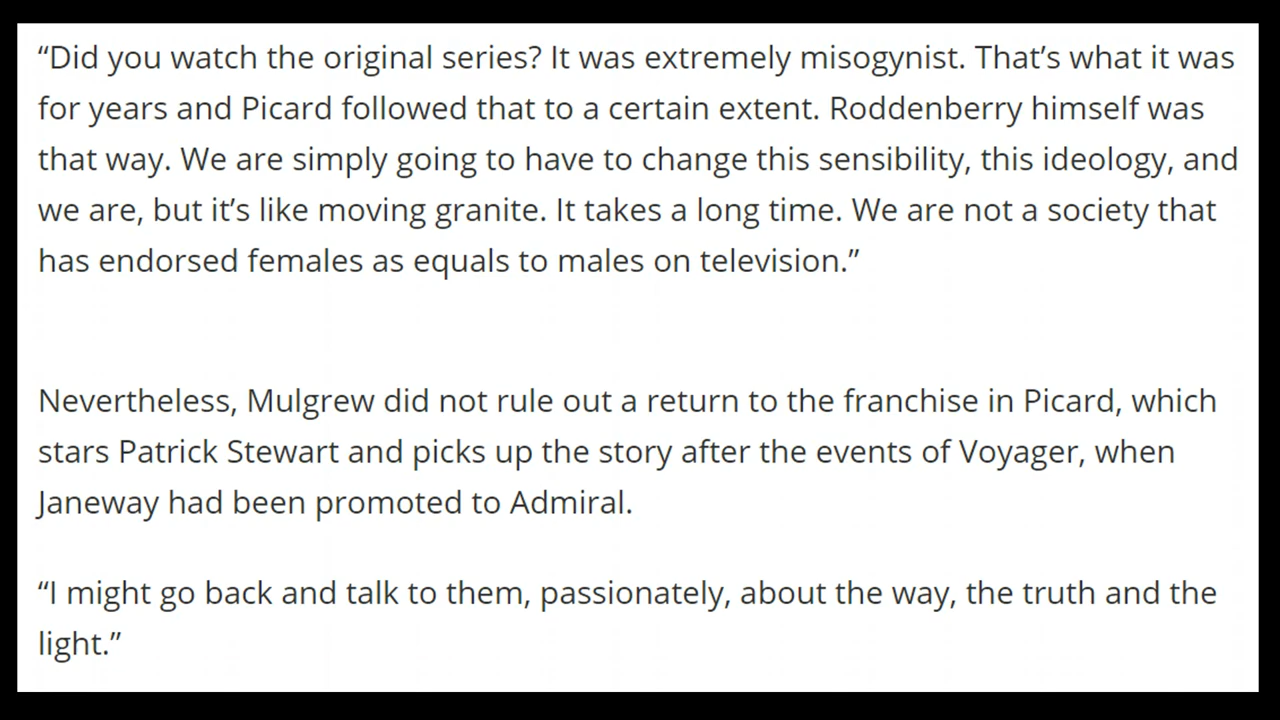 “Did you watch the original series? It was extremely misogynist. That’s what it was
for years and Picard followed that to a certain extent. Roddenberry himself was
that way. We are simply going to have to change this sensibility, this ideology, and
we are, but it’s like moving granite. It takes a long time. We are not a society that
has endorsed females as equals to males on television.”
Nevertheless, Mulgrew did not rule out a return to the franchise in Picard, which
stars Patrick Stewart and picks up the story after the events of Voyager, when
Janeway had been promoted to Admiral.
“I might go back and talk to them, passionately, about the way, the truth and the
light.”